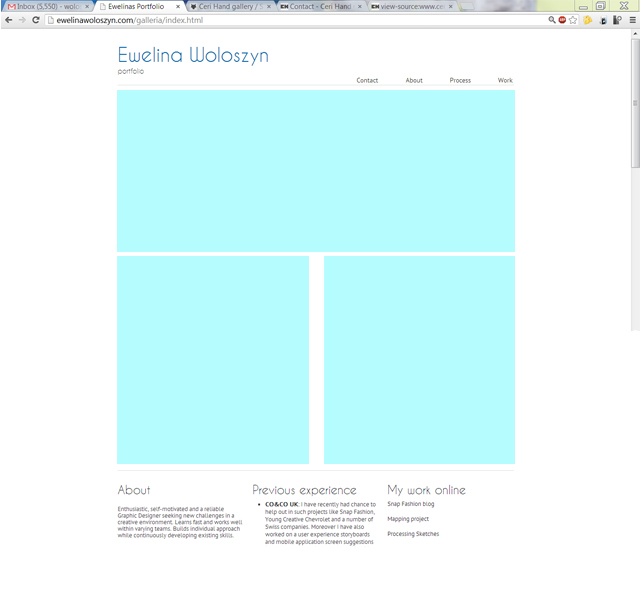 Inbox (5,550) - wolo
Ewelinas Portfolio
Ceri Hand gallery / S
Contact - Ceri Hand
view-source:www.ce
ewelinawoloszyn.com/galleria/index.html
Ewelina Woloszyn
portfolio
Contact About Process Work
About
Enthusiastic, self-motivated and a reliable
Graphic Designer seeking new challenges in a
creative environment. Learns fast and works well
within varying teams. Builds individual approach
while continuously developing existing skills.
Previous experience
• CO&CO UK: I have recently had chance to
help out in such projects like Snap Fashion,
Young Creative Chevrolet and a number of
Swiss companies. Moreover I have also
worked on a user experience storyboards
and mobile application screen suggestions
My work online
Snap Fashion blog
Mapping project
Processing Sketches